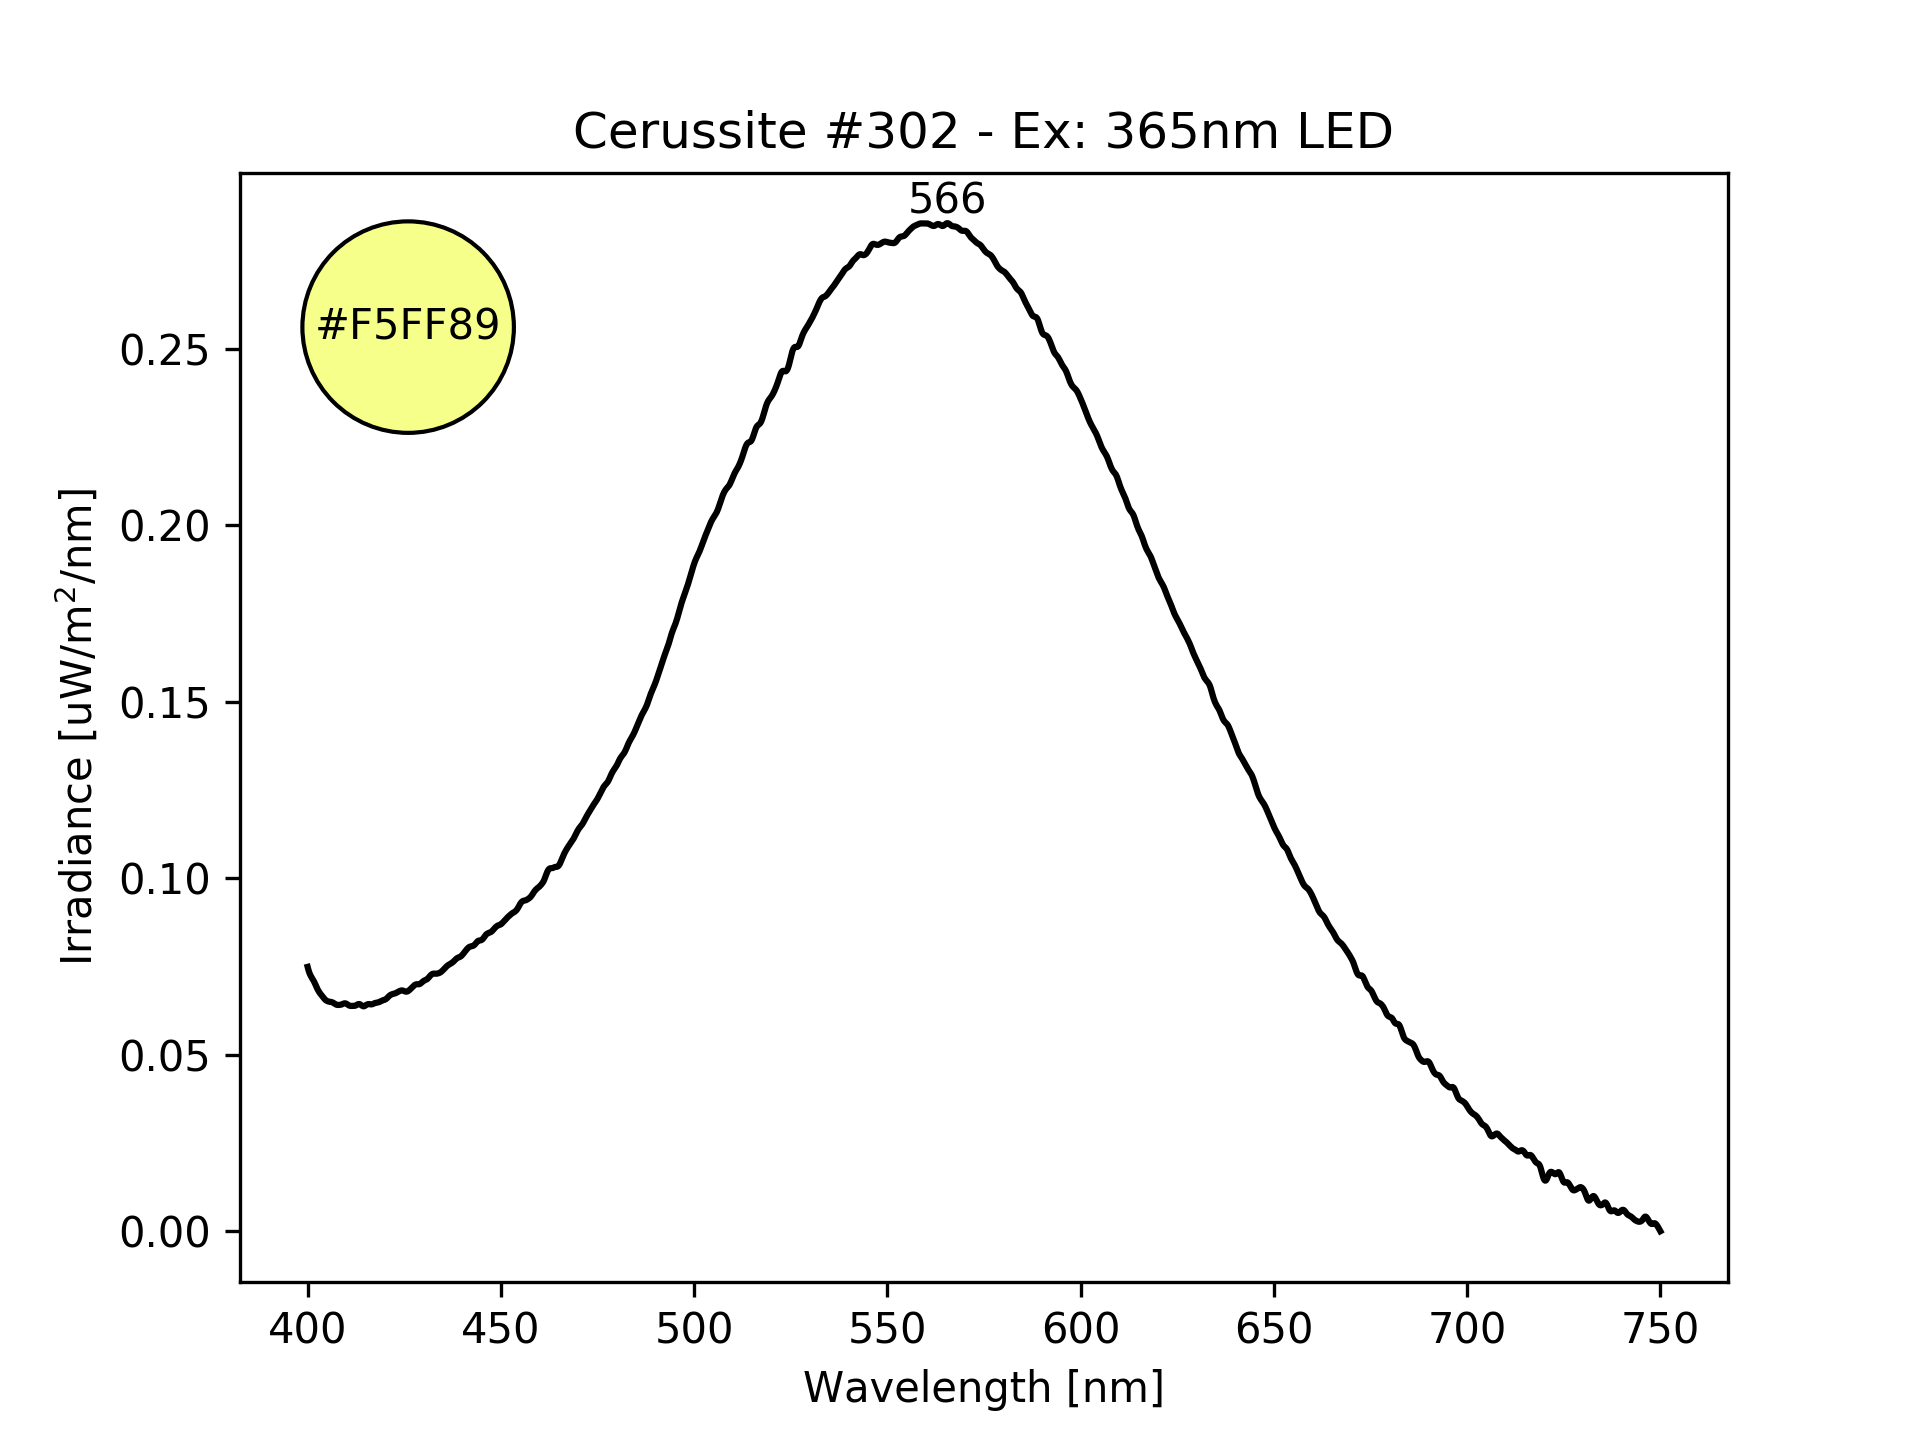 Cerussite #302 - Ex: 365nm LED
566
#F5FF89
Irradiance [uW/m²/nm]
0.25
0.20
0.15
0.10
0.05
0.00
400 450 500 550 600 650 700 750
Wavelength [nm]